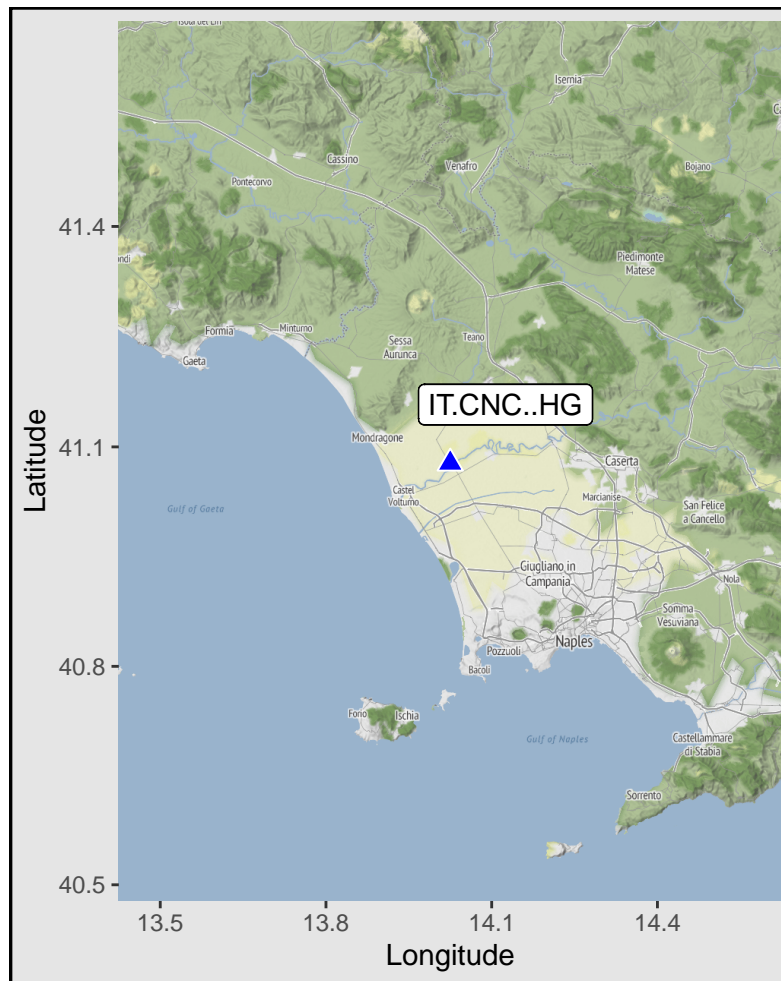 Isernia
Cassino
Venafro
Bojano
Pontecorvo
41.4
Piedimonte
Matese
ondi
Formia
Minturno
Teano
Sessa
Aurunca
Gaeta
IT.CNC..HG
41.1
Mondragone
Caserta
Castel
Volturno
Marcianise
San Felice
a Cancello
Gulf of Gaeta
Giugliano in
Campania
Nola
Somma
Vesuviana
Naples
Pozzuoli
40.8
Bacoli
Forio
Ischia
Gulf of Naples
Castellammare
di Stabia
Sorrento
40.5
13.5
13.8
14.1
14.4
Longitude
Latitude